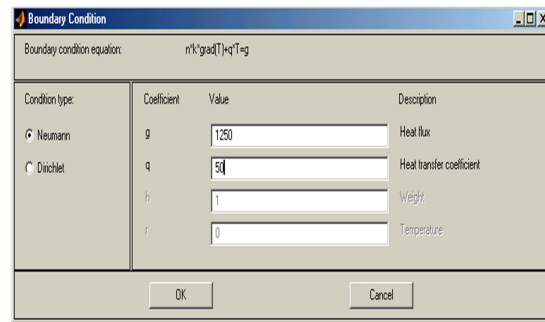 Boundary Condition
Boundary condition equation: n*k*grad(T)+q*T=g
Condition type: Coefficient Value Description
Neumann g 1250 Heat flux
Dirichlet q 50 Heat transfer coefficient
h 1 Weight
r 0 Temperature
OK Cancel